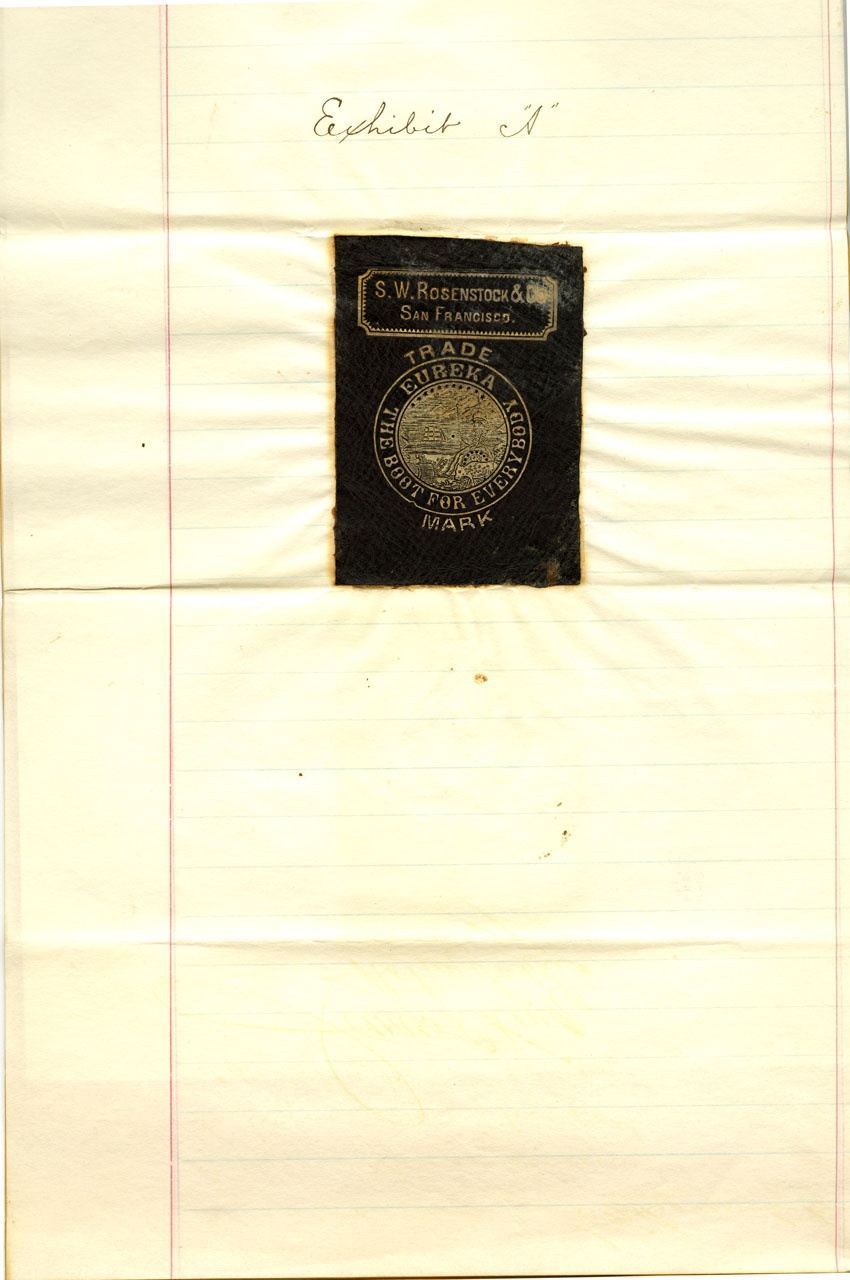 Exhibit "A"
S. W. ROSENSTOCK & Co
SAN FRANCISCO.
TRADE
EUREKA
THE BOOT FOR EVERYBODY
MARK